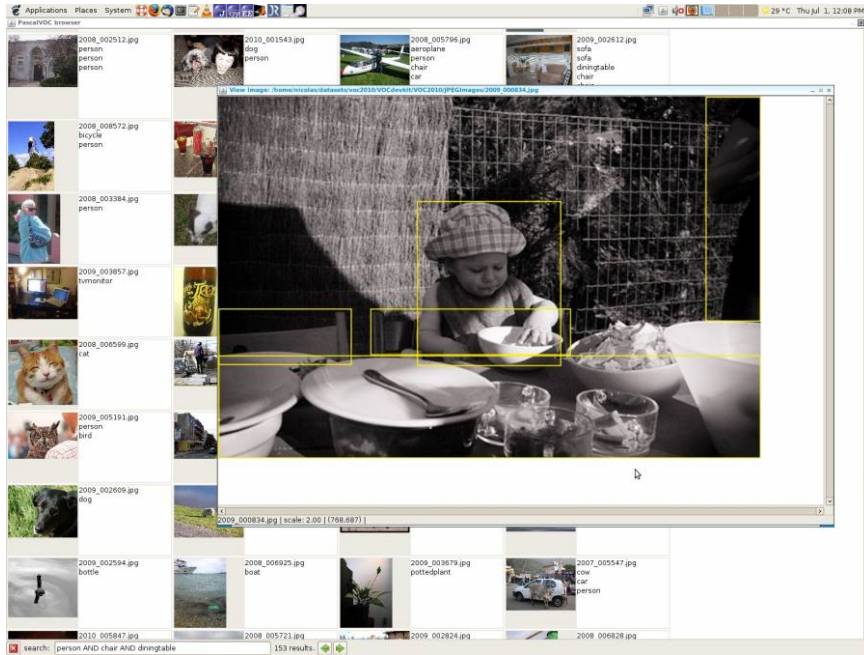 Applications Places System
29 °C Thu Jul 1, 12:08 PM
PascalVOC browser
2008_002512.jpg
person
person
person
2010_001543.jpg
dog
person
2008_005796.jpg
aeroplane
person
chair
car
2009_002612.jpg
sofa
sofa
diningtable
chair
View Image: /home/nicolas/datasets/voc2010/VOCdevkit/VOC2010/JPEGImages/2009_000834.jpg
2008_008572.jpg
bicycle
person
2008_003384.jpg
person
2009_003857.jpg
tvmonitor
2008_006599.jpg
cat
2009_005191.jpg
person
bird
2009_002609.jpg
dog
2009_000834.jpg | scale: 2.00 | (768,687) |
2009_002594.jpg
bottle
2008_006925.jpg
boat
2009_003679.jpg
pottedplant
2007_005547.jpg
cow
car
person
2010_005847.jpg
2008_005721.jpg
2009_002824.jpg
2008_006828.jpg
search: person AND chair AND diningtable 153 results.